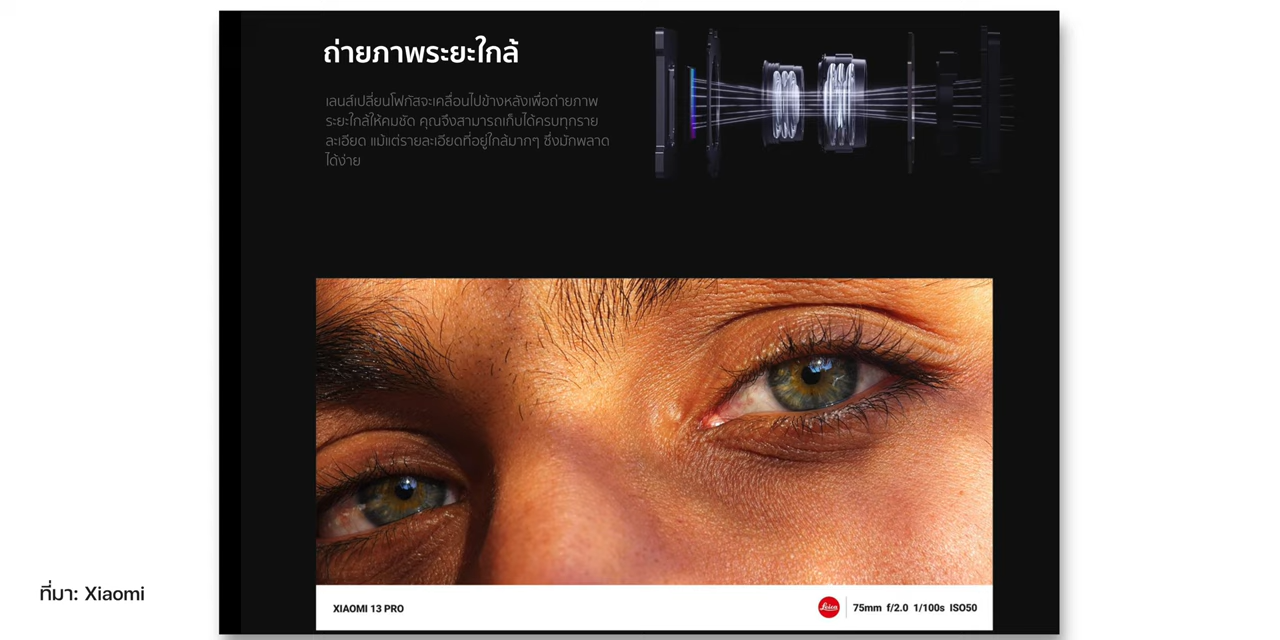 ถ่ายภาพระยะใกล้
เลนส์เปลี่ยนโฟกัสจะเคลื่อนไปข้างหลังเพื่อถ่ายภาพ
ระยะใกล้ให้คมชัด คุณจึงสามารถเก็บได้ครบทุกราย
ละเอียด แม้แต่รายละเอียดที่อยู่ใกล้มากๆ ซึ่งมักพลาด
ได้ง่าย
ที่มา: Xiaomi
XIAOMI 13 PRO
Leica
75mm f/2.0 1/100s ISO50